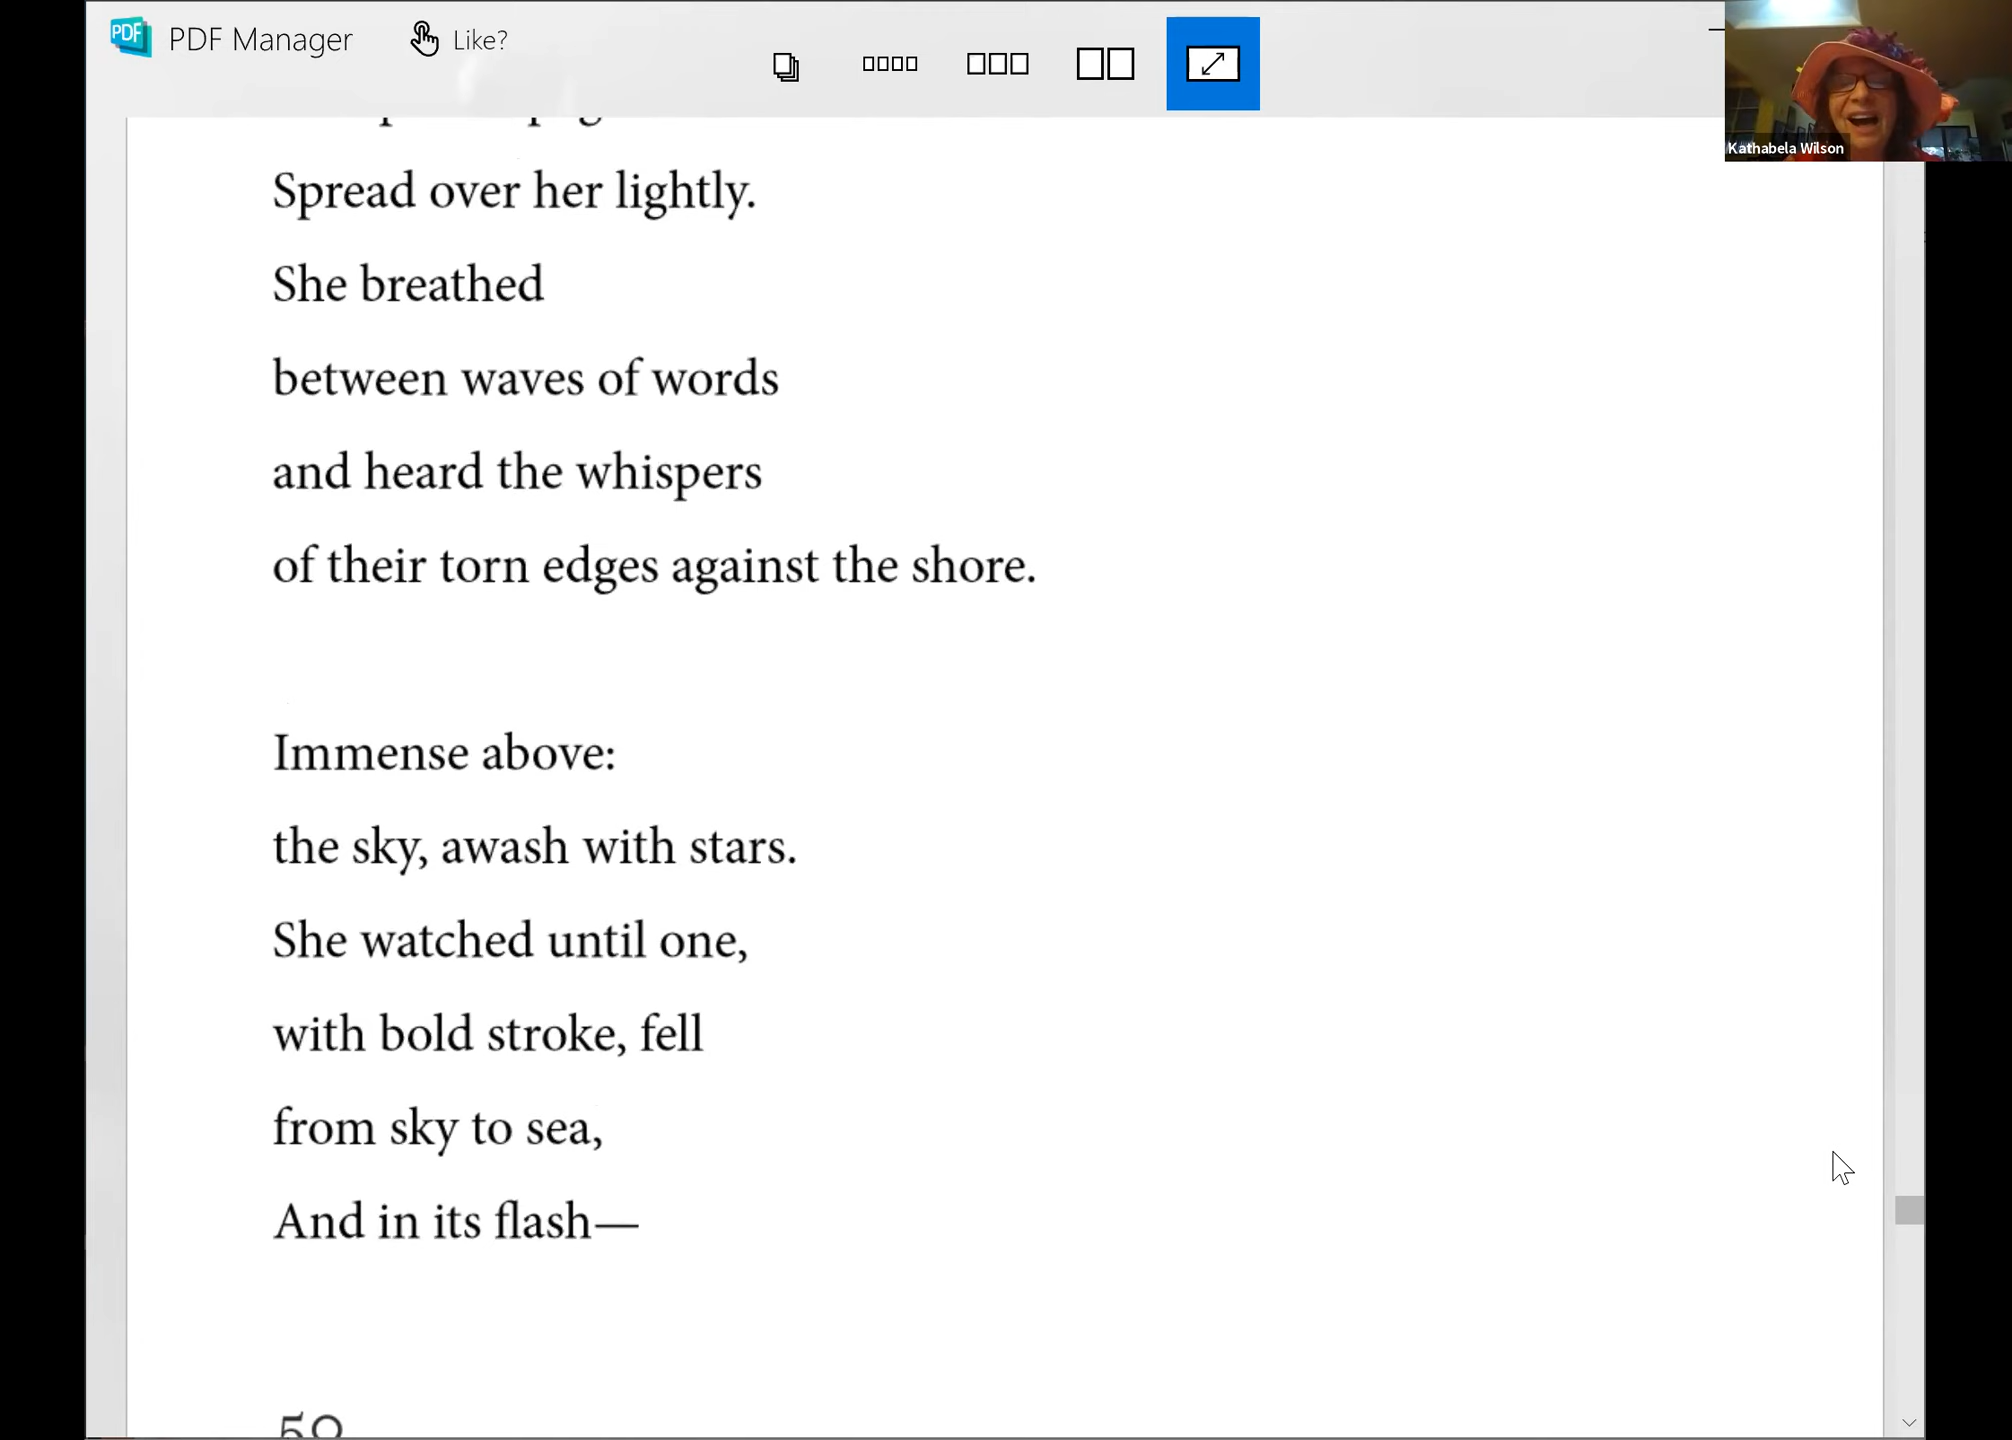 PDF PDF Manager Like?
Kathabela Wilson
Spread over her lightly.
She breathed
between waves of words
and heard the whispers
of their torn edges against the shore.
Immense above:
the sky, awash with stars.
She watched until one,
with bold stroke, fell
from sky to sea,
And in its flash—